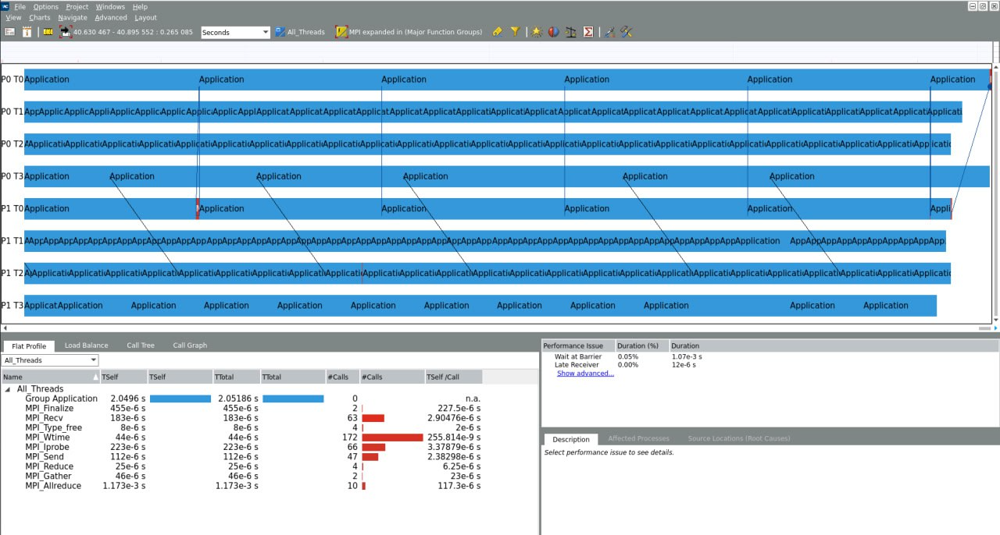 File Options Project Windows Help
View Charts Navigate Advanced Layout
40.630 467 - 40.895 552 : 0.265 085 Seconds All_Threads MPI expanded in (Major Function Groups)
P0 T0 Application Application Application Application Application Application
P0 T1
P0 T2
P0 T3 Application Application Application Application Application Application
P1 T0 Application Application Application Application Application Appli
P1 T1 Application
P1 T2
P1 T3 Applicat Application Application Application Application Application Application Application Application Application Application Application
Flat Profile Load Balance Call Tree Call Graph
All_Threads
Name TSelf TSelf TTotal TTotal #Calls #Calls TSelf /Call
All_Threads
Group Application 2.0496 s 2.05186 s 0 n.a.
MPI_Finalize 455e-6 s 455e-6 s 2 227.5e-6 s
MPI_Recv 183e-6 s 183e-6 s 63 2.90476e-6 s
MPI_Type_free 8e-6 s 8e-6 s 4 2e-6 s
MPI_Wtime 44e-6 s 44e-6 s 172 255.814e-9 s
MPI_Iprobe 223e-6 s 223e-6 s 66 3.37879e-6 s
MPI_Send 112e-6 s 112e-6 s 47 2.38298e-6 s
MPI_Reduce 25e-6 s 25e-6 s 4 6.25e-6 s
MPI_Gather 46e-6 s 46e-6 s 2 23e-6 s
MPI_Allreduce 1.173e-3 s 1.173e-3 s 10 117.3e-6 s
Performance Issue Duration (%) Duration
Wait at Barrier 0.05% 1.07e-3 s
Late Receiver 0.00% 12e-6 s
Show advanced...
Description Affected Processes Source Locations (Root Causes)
Select performance issue to see details.